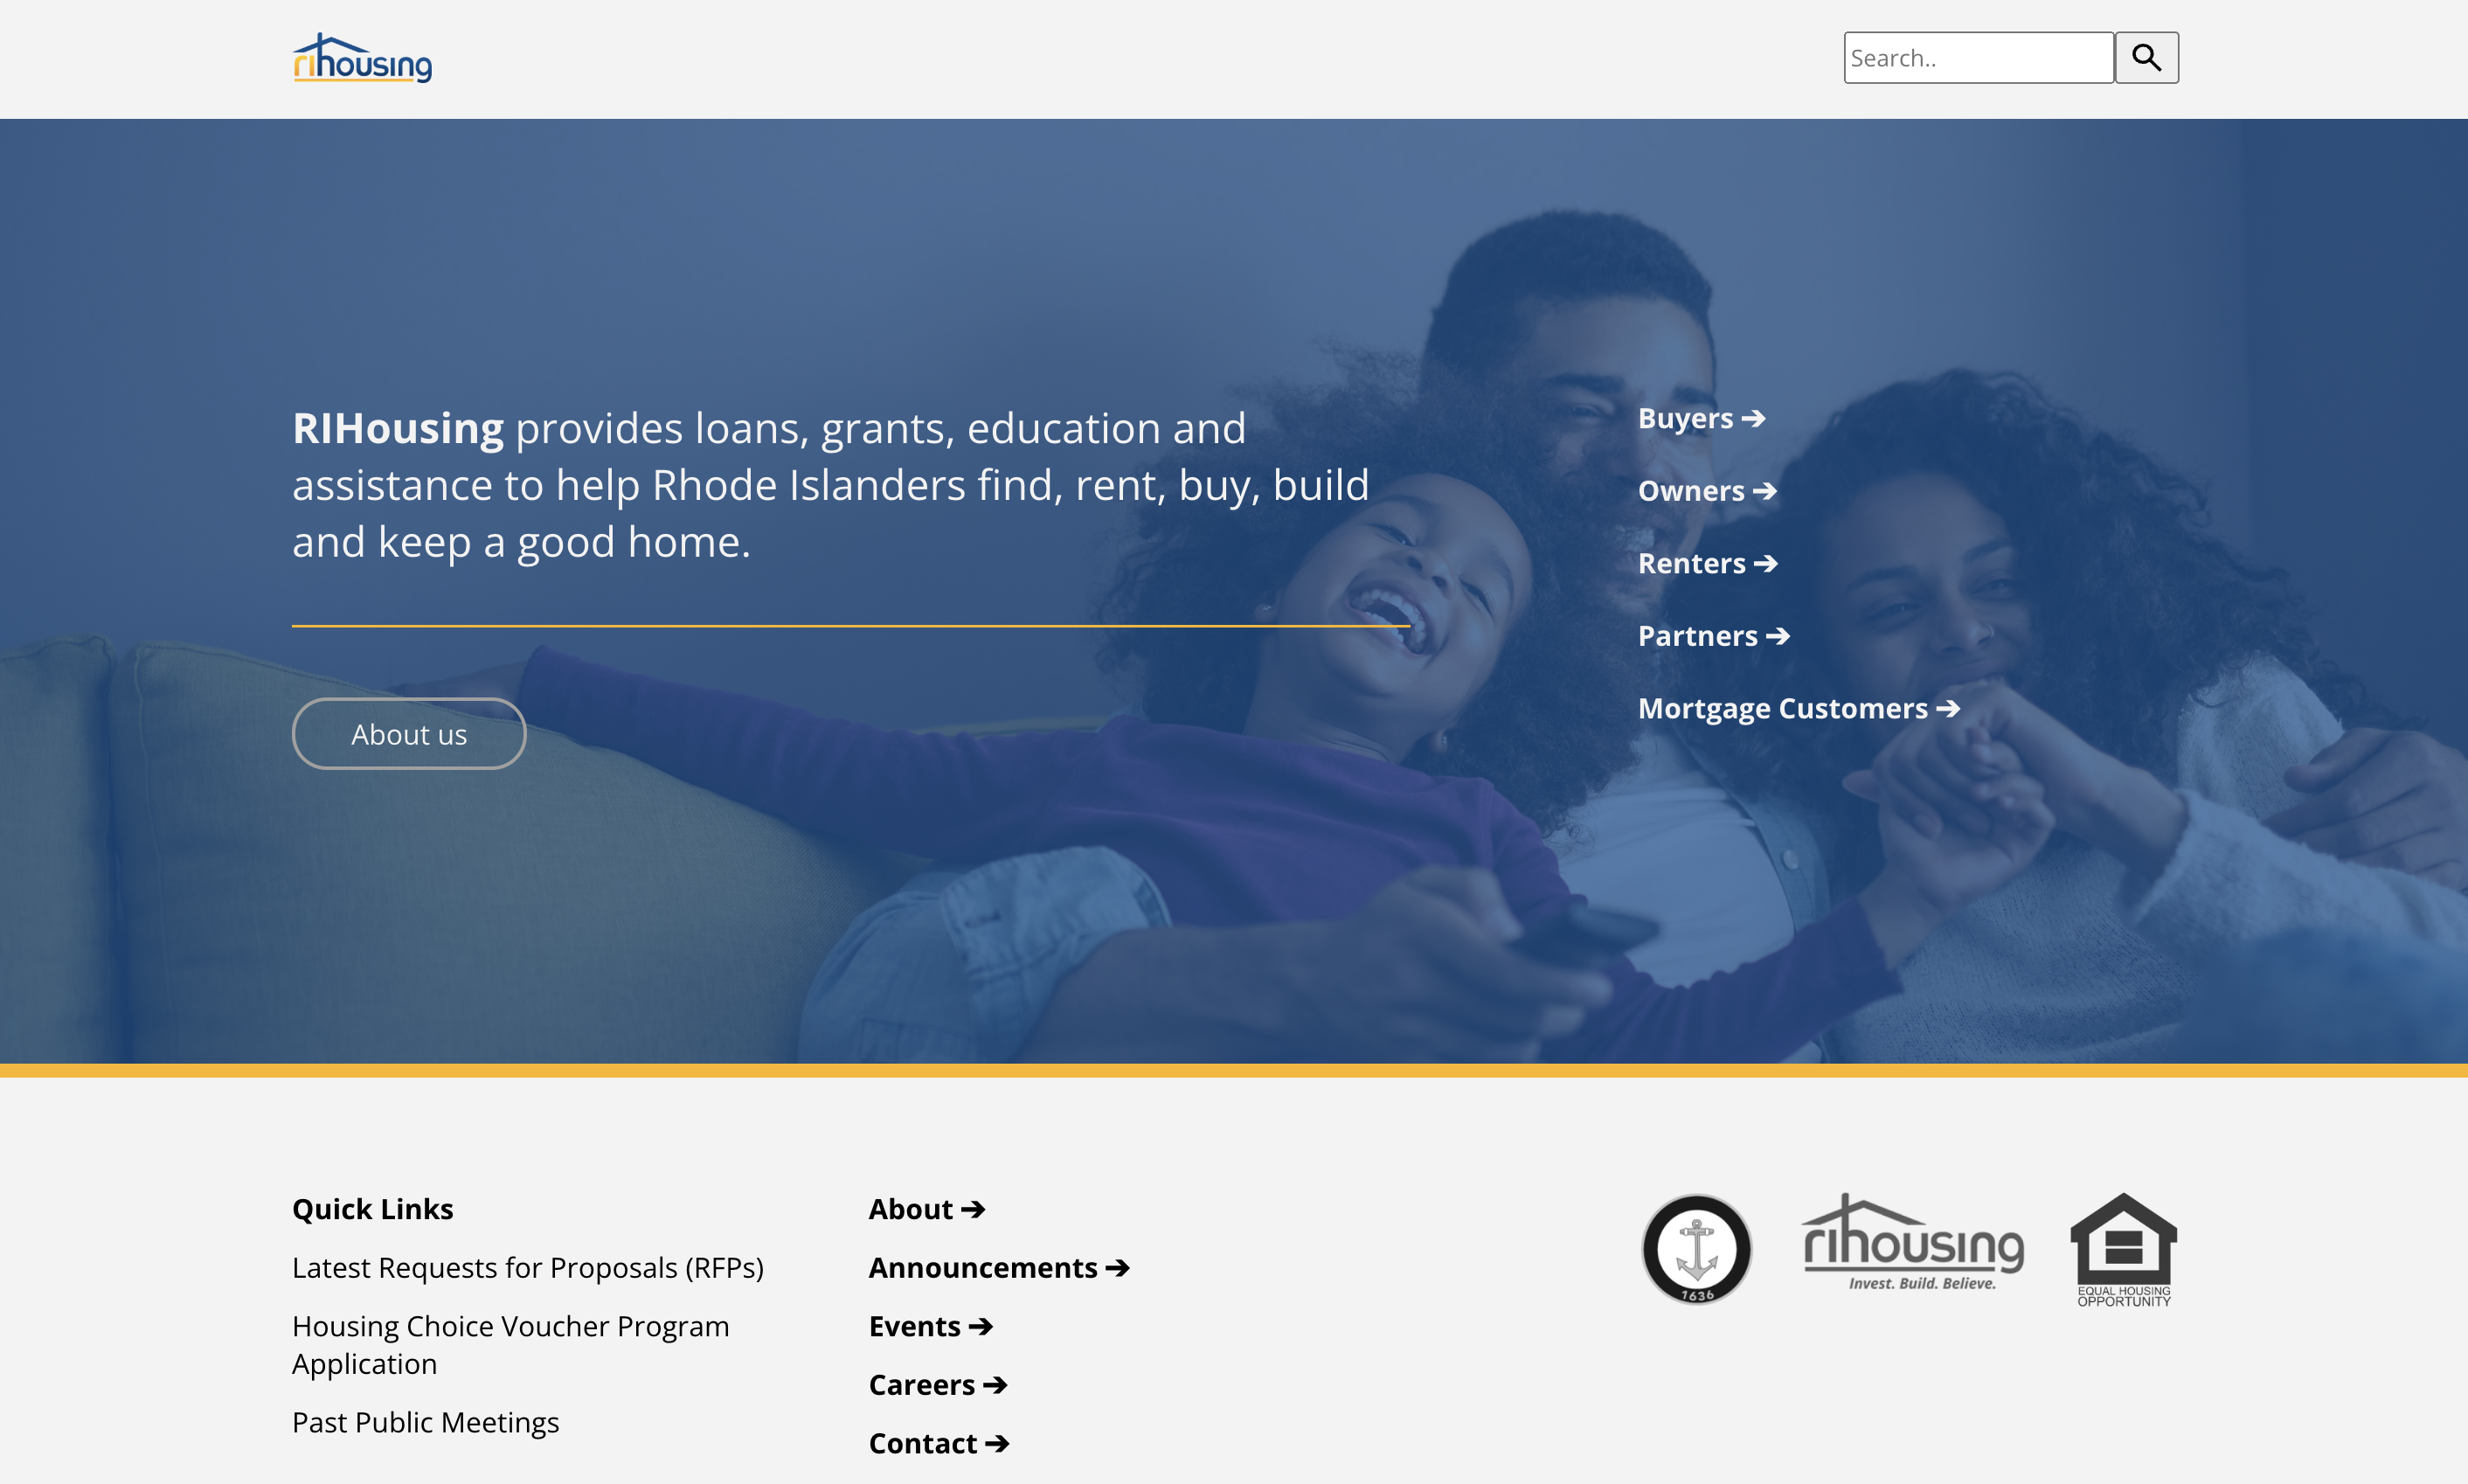 rihousing
Search..
RIHousing provides loans, grants, education and
assistance to help Rhode Islanders find, rent, buy, build
and keep a good home.
About us
Buyers ➔
Owners ➔
Renters ➔
Partners ➔
Mortgage Customers ➔
Quick Links
Latest Requests for Proposals (RFPs)
Housing Choice Voucher Program
Application
Past Public Meetings
About ➔
Announcements ➔
Events ➔
Careers ➔
Contact ➔
1636
rihousing
Invest. Build. Believe.
EQUAL HOUSING
OPPORTUNITY